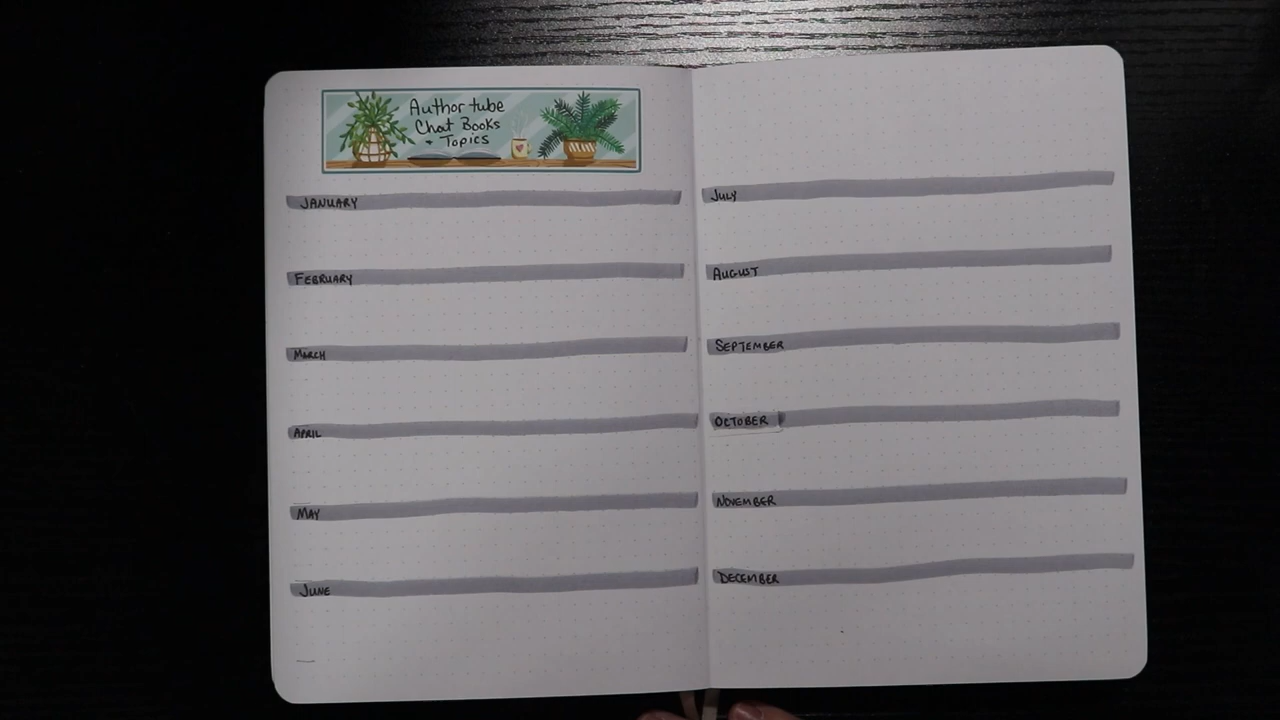 Author tube
Chat Books
+ Topics
JANUARY
FEBRUARY
MARCH
APRIL
MAY
JUNE
JULY
AUGUST
SEPTEMBER
OCTOBER
NOVEMBER
DECEMBER